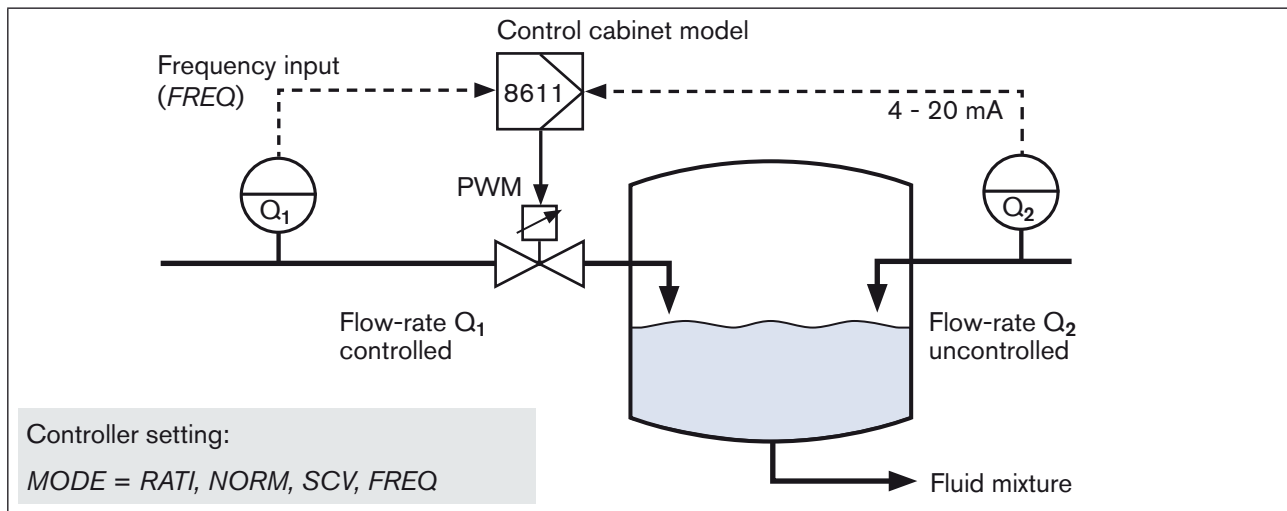 Control cabinet model
Frequency input
(FREQ)
8611
4 - 20 mA
PWM
Q₁
Q₂
Flow-rate Q₁
controlled
Flow-rate Q₂
uncontrolled
Controller setting:
MODE = RATI, NORM, SCV, FREQ
Fluid mixture